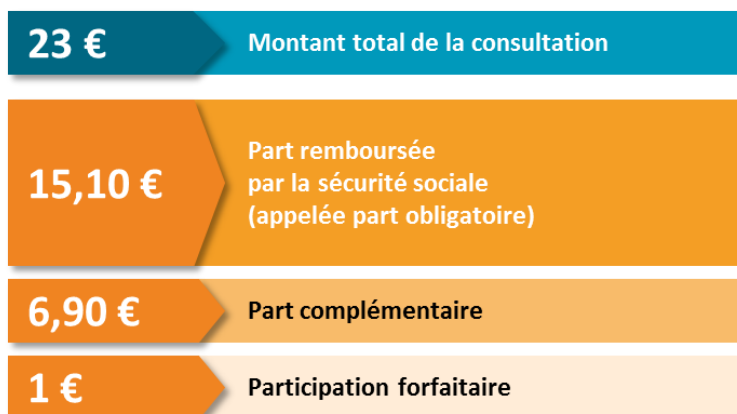 23 €
Montant total de la consultation
15,10 €
Part remboursée
par la sécurité sociale
(appelée part obligatoire)
6,90 €
Part complémentaire
1 €
Participation forfaitaire